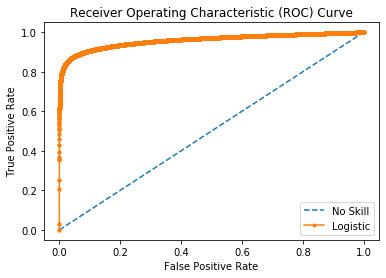 Receiver Operating Characteristic (ROC) Curve
1.0
0.8
0.6
0.4
0.2
0.0
True Positive Rate
0.0 0.2 0.4 0.6 0.8 1.0
False Positive Rate
No Skill
Logistic